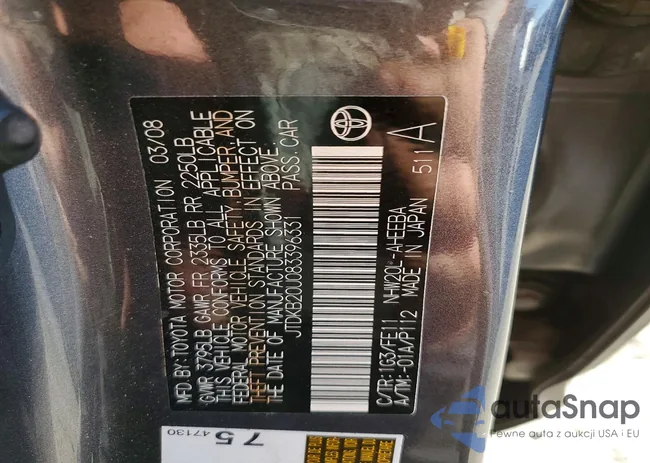 MFD. BY: TOYOTA MOTOR CORPORATION 03/08
GVWR 3795LB GAWR FR 2335LB RR 2250LB
THIS VEHICLE CONFORMS TO ALL APPLICABLE
FEDERAL MOTOR VEHICLE SAFETY, BUMPER, AND
THEFT PREVENTION STANDARDS IN EFFECT ON
THE DATE OF MANUFACTURE SHOWN ABOVE.
JTDKB20U083396331 PASS. CAR
C/TR: 1G3/FE11 NHW20L-AHEEBA
A/TM: -01A/P112 MADE IN JAPAN 511A
75
47130
autaSnap
Pewne auta z aukcji USA i EU